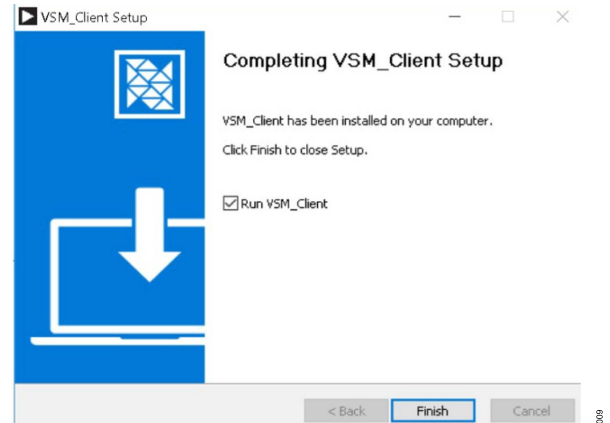 VSM_Client Setup
Completing VSM_Client Setup
VSM_Client has been installed on your computer.
Click Finish to close Setup.
Run VSM_Client
< Back Finish Cancel
009